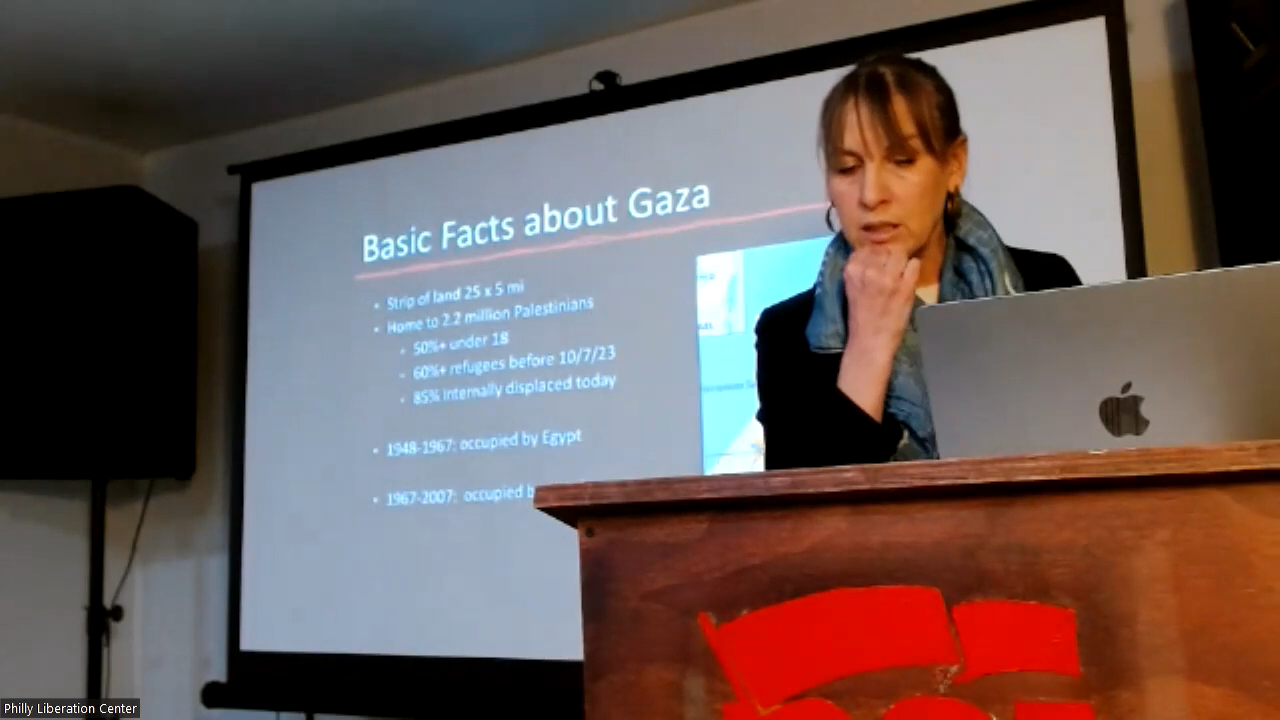 Basic Facts about Gaza
• Strip of land 25 x 5 mi
• Home to 2.2 million Palestinians
• 50%+ under 18
• 60%+ refugees before 10/7/23
• 85% internally displaced today
• 1948-1967: occupied by Egypt
• 1967-2007: occupied
Philly Liberation Center